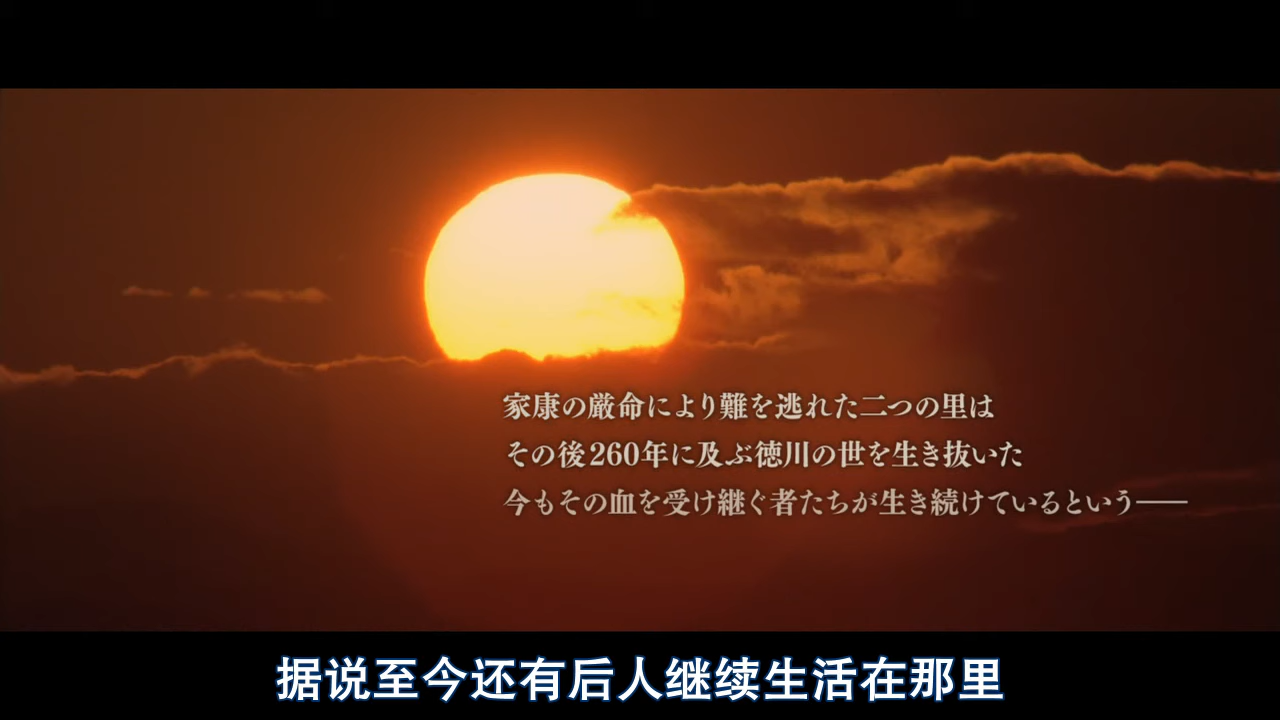 家康の厳命により難を逃れた二つの里は
その後260年に及ぶ徳川の世を生き抜いた
今もその血を受け継ぐ者たちが生き続けているという──
据说至今还有后人继续生活在那里